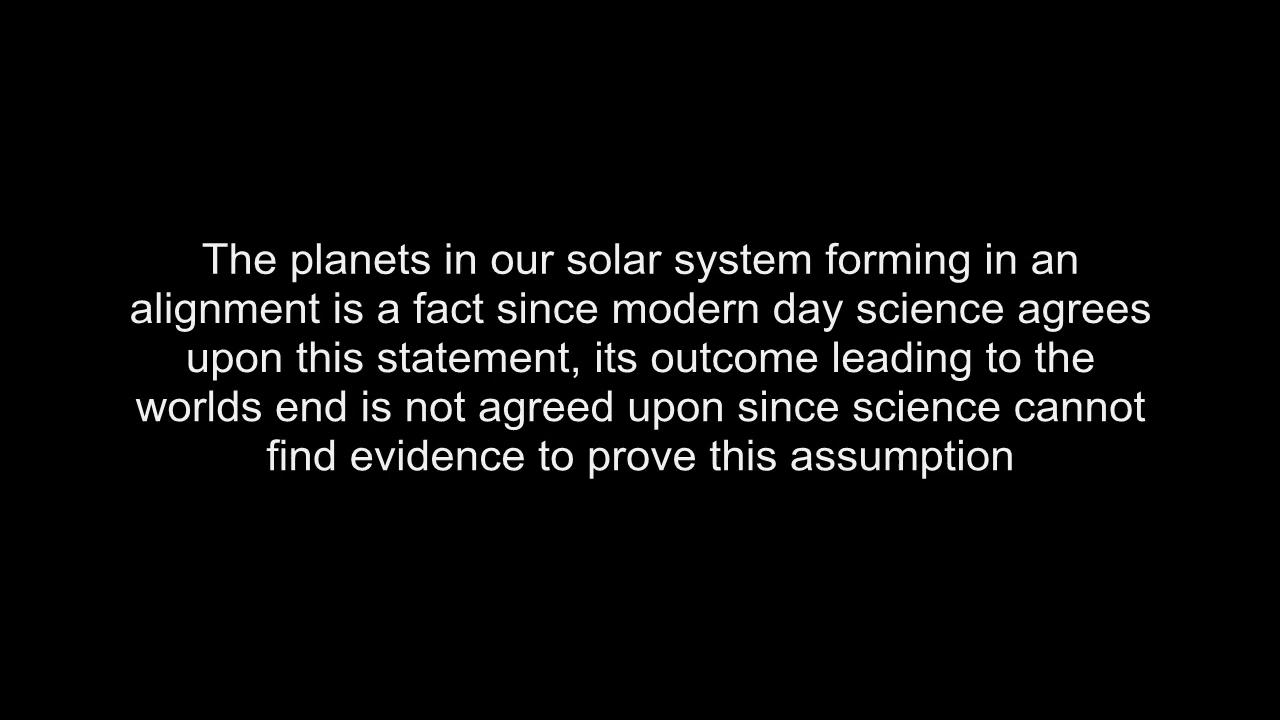 The planets in our solar system forming in an
alignment is a fact since modern day science agrees
upon this statement, its outcome leading to the
worlds end is not agreed upon since science cannot
find evidence to prove this assumption